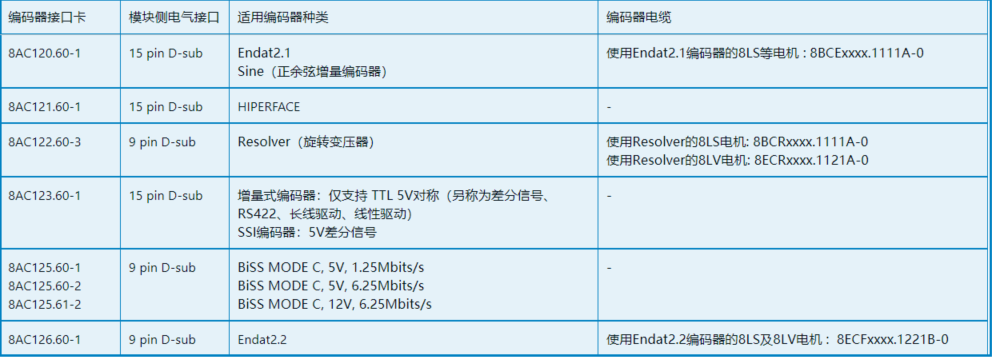 编码器接口卡 模块侧电气接口 适用编码器种类 编码器电缆
8AC120.60-1 15 pin D-sub Endat2.1 使用Endat2.1编码器的8LS等电机 : 8BCExxxx.1111A-0
Sine（正余弦增量编码器）
8AC121.60-1 15 pin D-sub HIPERFACE -
8AC122.60-3 9 pin D-sub Resolver（旋转变压器） 使用Resolver的8LS电机: 8BCRxxxx.1111A-0
使用Resolver的8LV电机: 8ECRxxxx.1121A-0
8AC123.60-1 15 pin D-sub 增量式编码器：仅支持 TTL 5V对称（另称为差分信号、 -
RS422、长线驱动、线性驱动）
SSI编码器：5V差分信号
8AC125.60-1 9 pin D-sub BiSS MODE C, 5V, 1.25Mbits/s -
8AC125.60-2 BiSS MODE C, 5V, 6.25Mbits/s
8AC125.61-2 BiSS MODE C, 12V, 6.25Mbits/s
8AC126.60-1 9 pin D-sub Endat2.2 使用Endat2.2编码器的8LS及8LV电机 : 8ECFxxxx.1221B-0